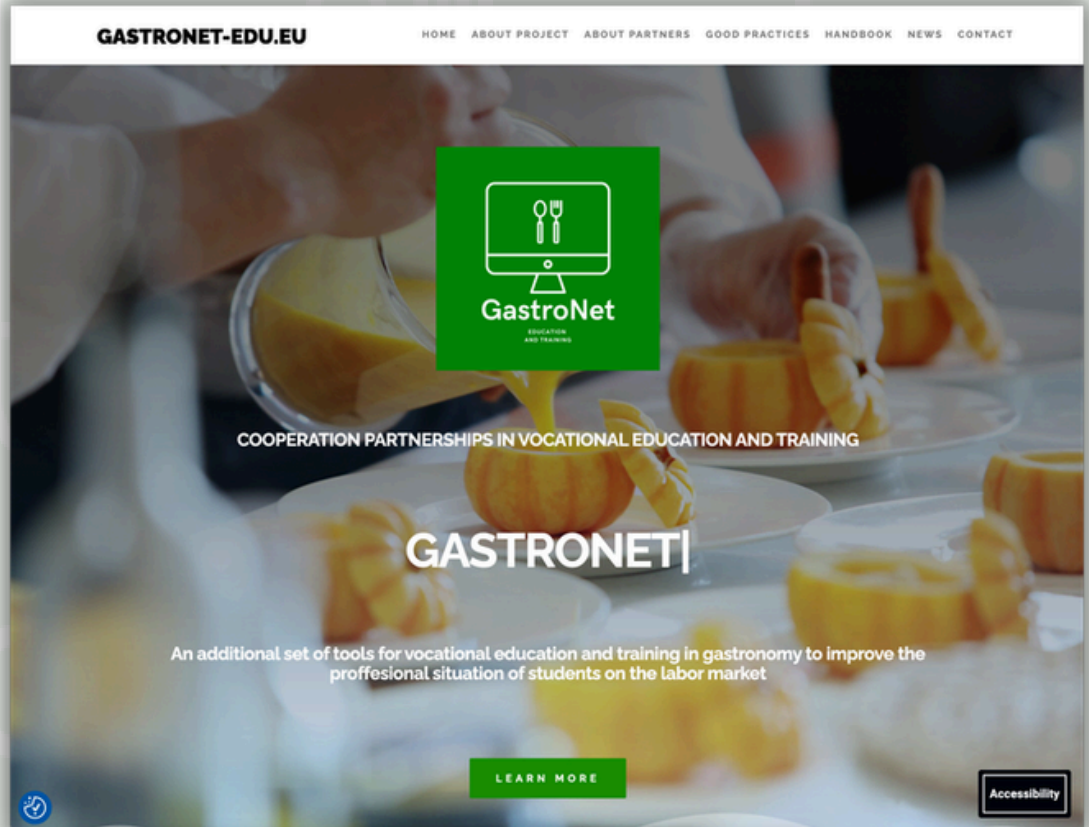 GASTRONET-EDU.EU
HOME ABOUT PROJECT ABOUT PARTNERS GOOD PRACTICES HANDBOOK NEWS CONTACT
GastroNet
EDUCATION
AND TRAINING
COOPERATION PARTNERSHIPS IN VOCATIONAL EDUCATION AND TRAINING
GASTRONET|
An additional set of tools for vocational education and training in gastronomy to improve the
proffesional situation of students on the labor market
LEARN MORE
Accessibility